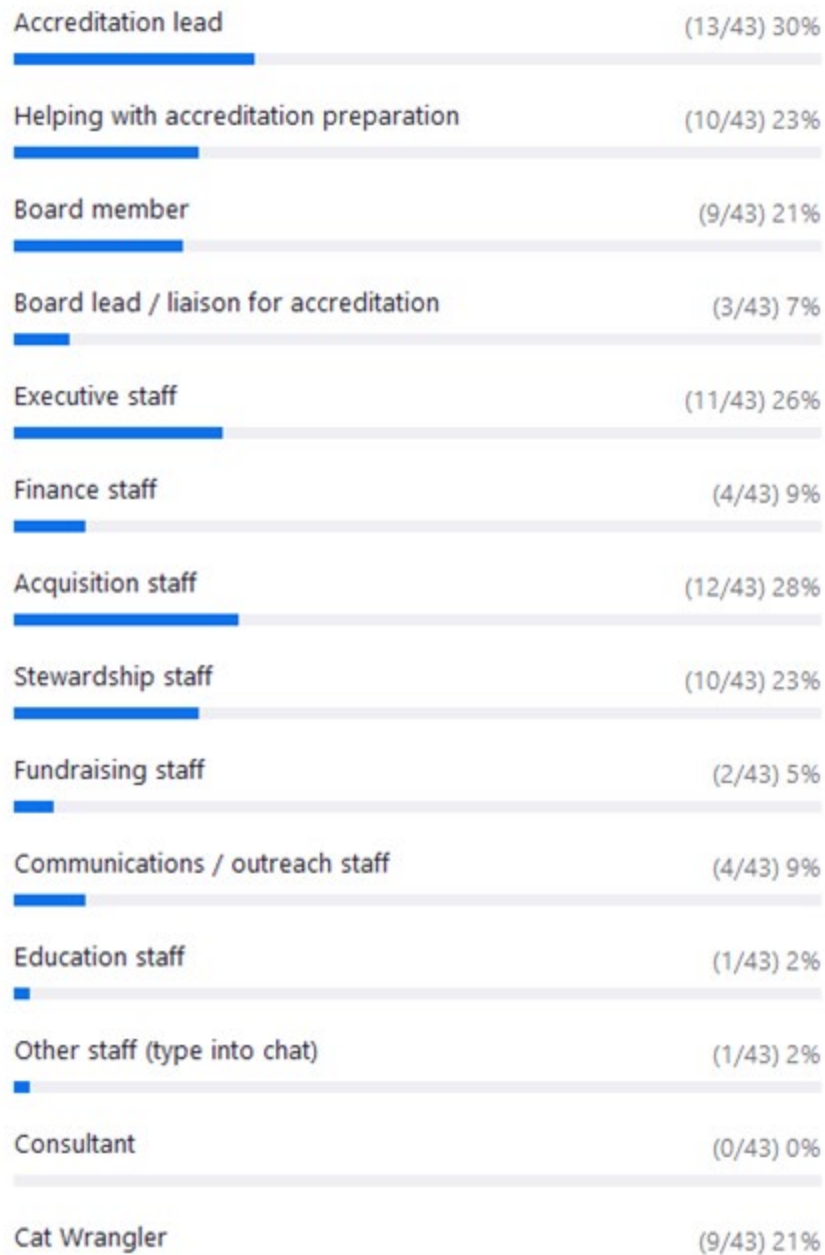 Accreditation lead (13/43) 30%
Helping with accreditation preparation (10/43) 23%
Board member (9/43) 21%
Board lead / liaison for accreditation (3/43) 7%
Executive staff (11/43) 26%
Finance staff (4/43) 9%
Acquisition staff (12/43) 28%
Stewardship staff (10/43) 23%
Fundraising staff (2/43) 5%
Communications / outreach staff (4/43) 9%
Education staff (1/43) 2%
Other staff (type into chat) (1/43) 2%
Consultant (0/43) 0%
Cat Wrangler (9/43) 21%